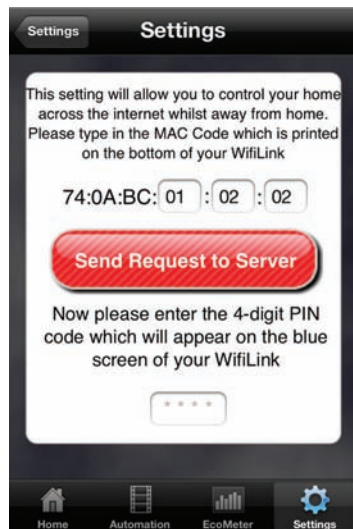 Settings
Settings
This setting will allow you to control your home
across the internet whilst away from home.
Please type in the MAC Code which is printed
on the bottom of your WifiLink
74:0A:BC: 01 : 02 : 02
Send Request to Server
Now please enter the 4-digit PIN
code which will appear on the blue
screen of your WifiLink
* * * *
Home Automation EcoMeter Settings